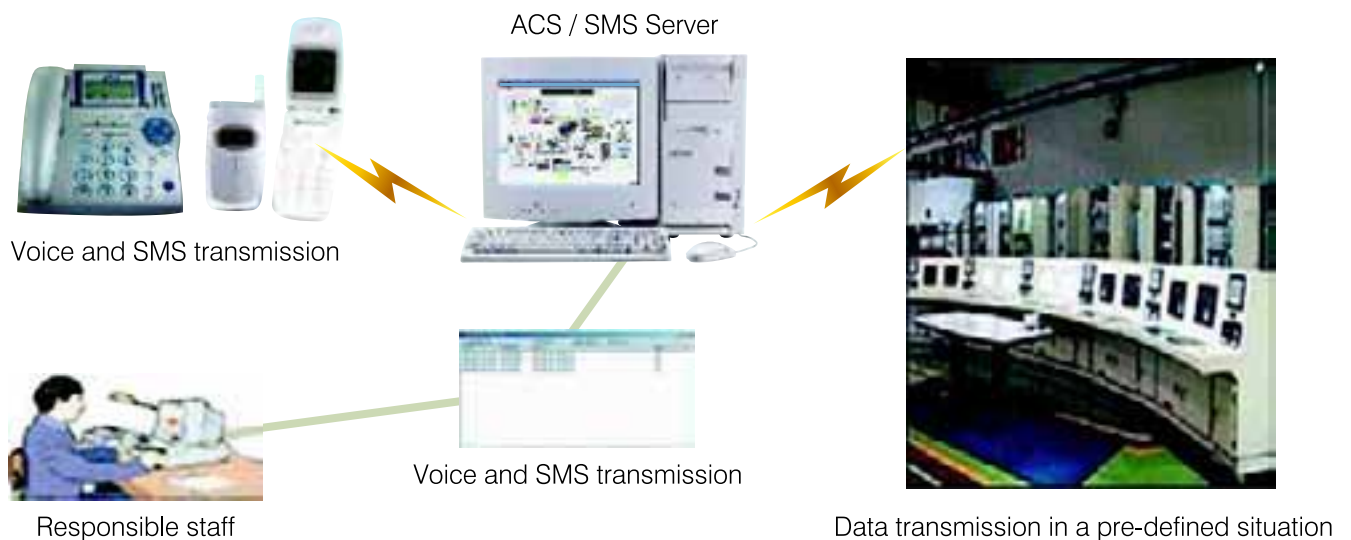 ACS / SMS Server
Voice and SMS transmission
Voice and SMS transmission
Responsible staff
Data transmission in a pre-defined situation